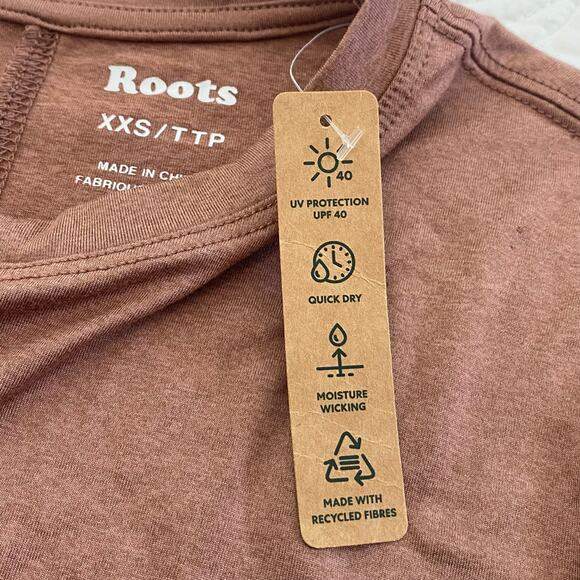 Roots
XXS/TTP
MADE IN
40
UV PROTECTION
UPF 40
QUICK DRY
MOISTURE
WICKING
MADE WITH
RECYCLED FIBRES